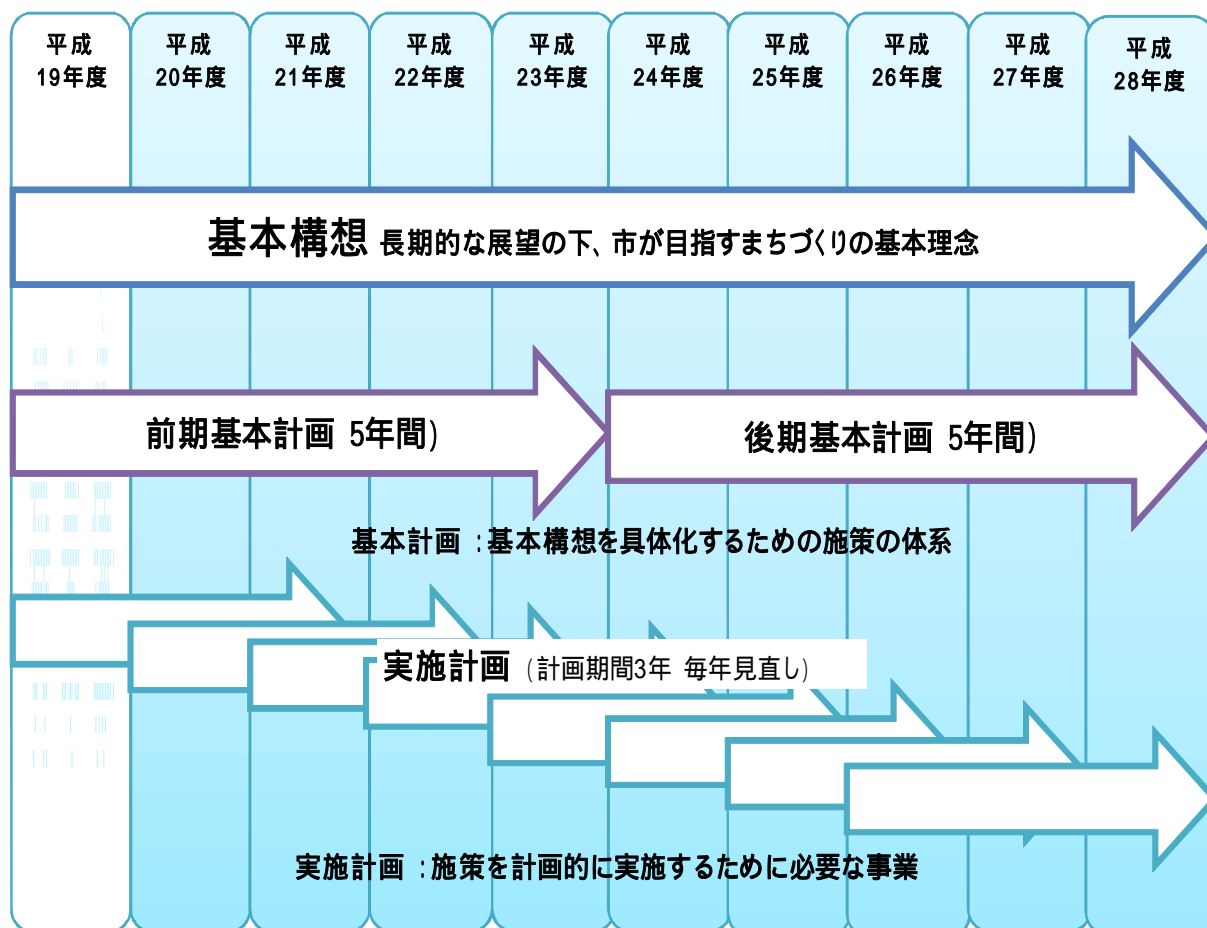 平成
19年度
平成
20年度
平成
21年度
平成
22年度
平成
23年度
平成
24年度
平成
25年度
平成
26年度
平成
27年度
平成
28年度
基本構想 長期的な展望の下、市が目指すまちづくりの基本理念
前期基本計画 5年間)
後期基本計画 5年間)
基本計画 :基本構想を具体化するための施策の体系
実施計画 (計画期間3年 毎年見直し)
実施計画 :施策を計画的に実施するために必要な事業